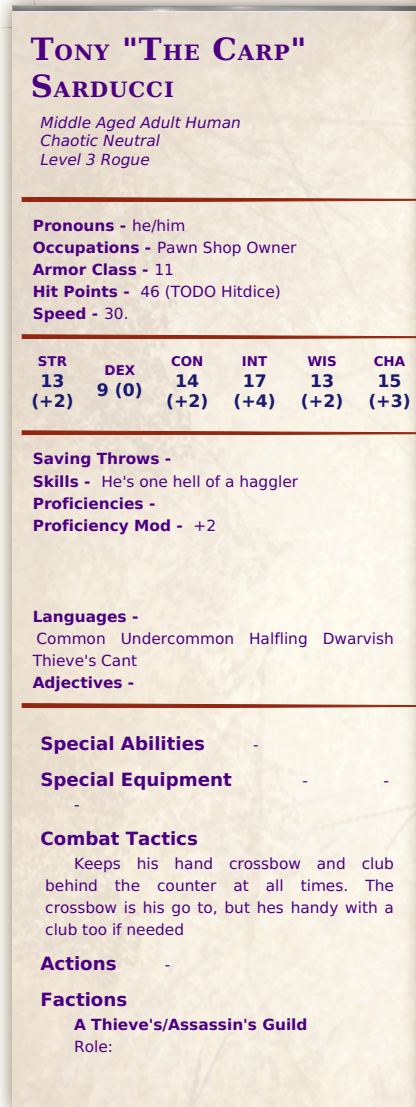 Tony "The Carp"
Sarducci
Middle Aged Adult Human
Chaotic Neutral
Level 3 Rogue
Pronouns - he/him
Occupations - Pawn Shop Owner
Armor Class - 11
Hit Points - 46 (TODO Hitdice)
Speed - 30.
STR DEX CON INT WIS CHA
13 9 (0) 14 17 13 15
(+2) (+2) (+4) (+2) (+3)
Saving Throws -
Skills - He's one hell of a haggler
Proficiencies -
Proficiency Mod - +2
Languages -
Common Undercommon Halfling Dwarvish
Thieve's Cant
Adjectives -
Special Abilities -
Special Equipment - -
-
Combat Tactics
Keeps his hand crossbow and club
behind the counter at all times. The
crossbow is his go to, but hes handy with a
club too if needed
Actions -
Factions
A Thieve's/Assassin's Guild
Role: